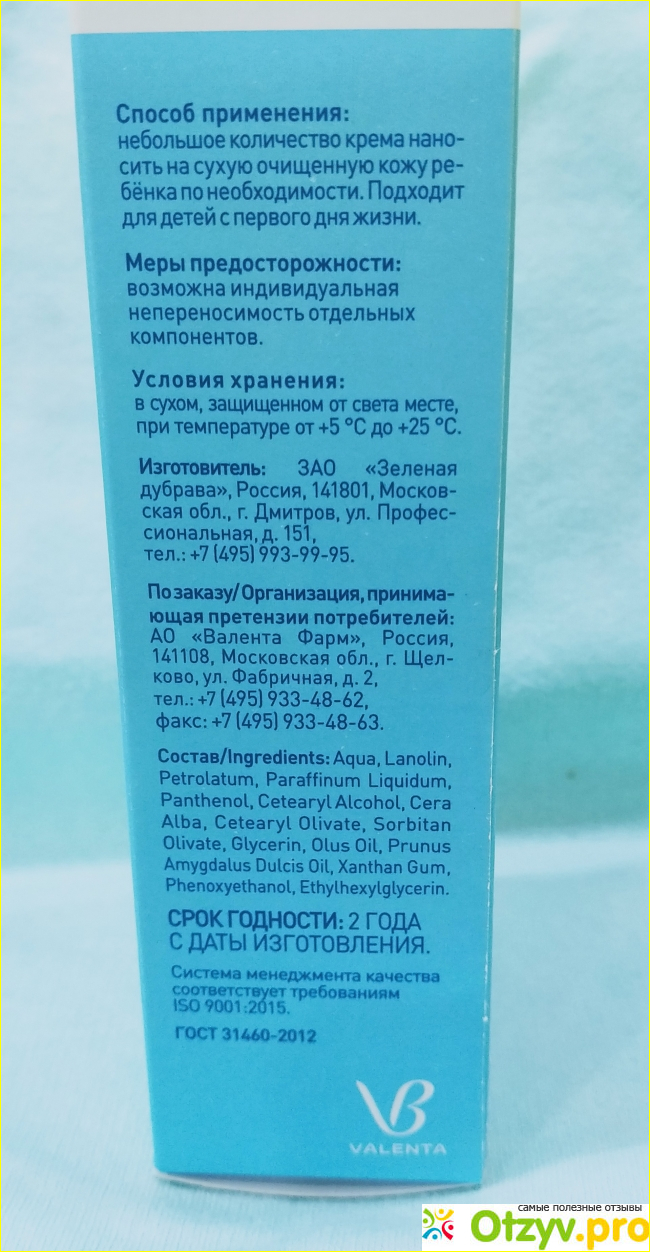 Способ применения:
небольшое количество крема нано-
сить на сухую очищенную кожу ре-
бёнка по необходимости. Подходит
для детей с первого дня жизни.
Меры предосторожности:
возможна индивидуальная
непереносимость отдельных
компонентов.
Условия хранения:
в сухом, защищенном от света месте,
при температуре от +5 °С до +25 °С.
Изготовитель: ЗАО «Зеленая
дубрава», Россия, 141801, Москов-
ская обл., г. Дмитров, ул. Профес-
сиональная, д. 151,
тел.: +7 (495) 993-99-95.
По заказу/ Организация, принима-
ющая претензии потребителей:
АО «Валента Фарм», Россия,
141108, Московская обл., г. Щел-
ково, ул. Фабричная, д. 2,
тел.: +7 (495) 933-48-62,
факс: +7 (495) 933-48-63.
Состав/Ingredients: Aqua, Lanolin,
Petrolatum, Paraffinum Liquidum,
Panthenol, Cetearyl Alcohol, Cera
Alba, Cetearyl Olivate, Sorbitan
Olivate, Glycerin, Olus Oil, Prunus
Amygdalus Dulcis Oil, Xanthan Gum,
Phenoxyethanol, Ethylhexylglycerin.
СРОК ГОДНОСТИ: 2 ГОДА
С ДАТЫ ИЗГОТОВЛЕНИЯ.
Система менеджмента качества
соответствует требованиям
ISO 9001:2015.
ГОСТ 31460-2012
VALENTA
самые полезные отзывы
Otzyv.pro